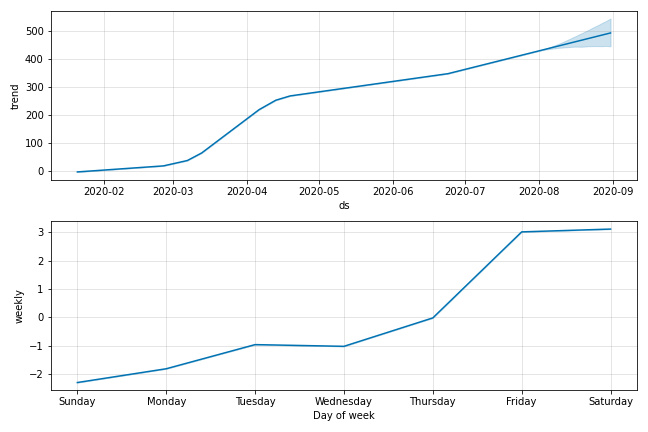 500
400
300
200
100
0
trend
2020-02 2020-03 2020-04 2020-05 2020-06 2020-07 2020-08 2020-09
ds
3
2
1
0
−1
−2
weekly
Sunday Monday Tuesday Wednesday Thursday Friday Saturday
Day of week